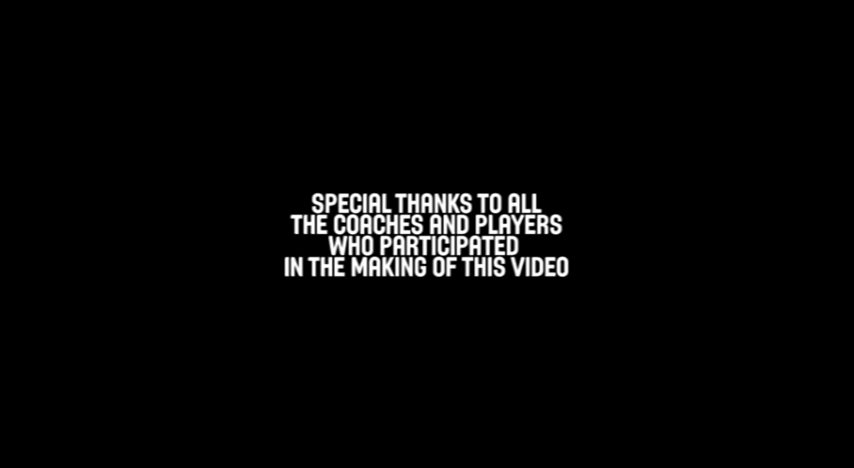 SPECIAL THANKS TO ALL
THE COACHES AND PLAYERS
WHO PARTICIPATED
IN THE MAKING OF THIS VIDEO